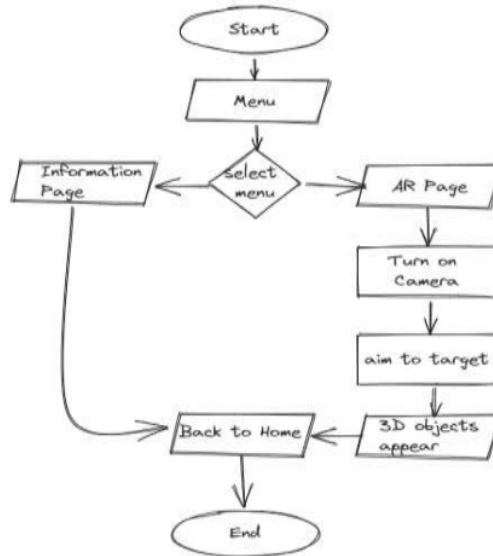 Start
Menu
select
menu
Information
Page
AR Page
Turn on
Camera
aim to target
3D objects
appear
Back to Home
End